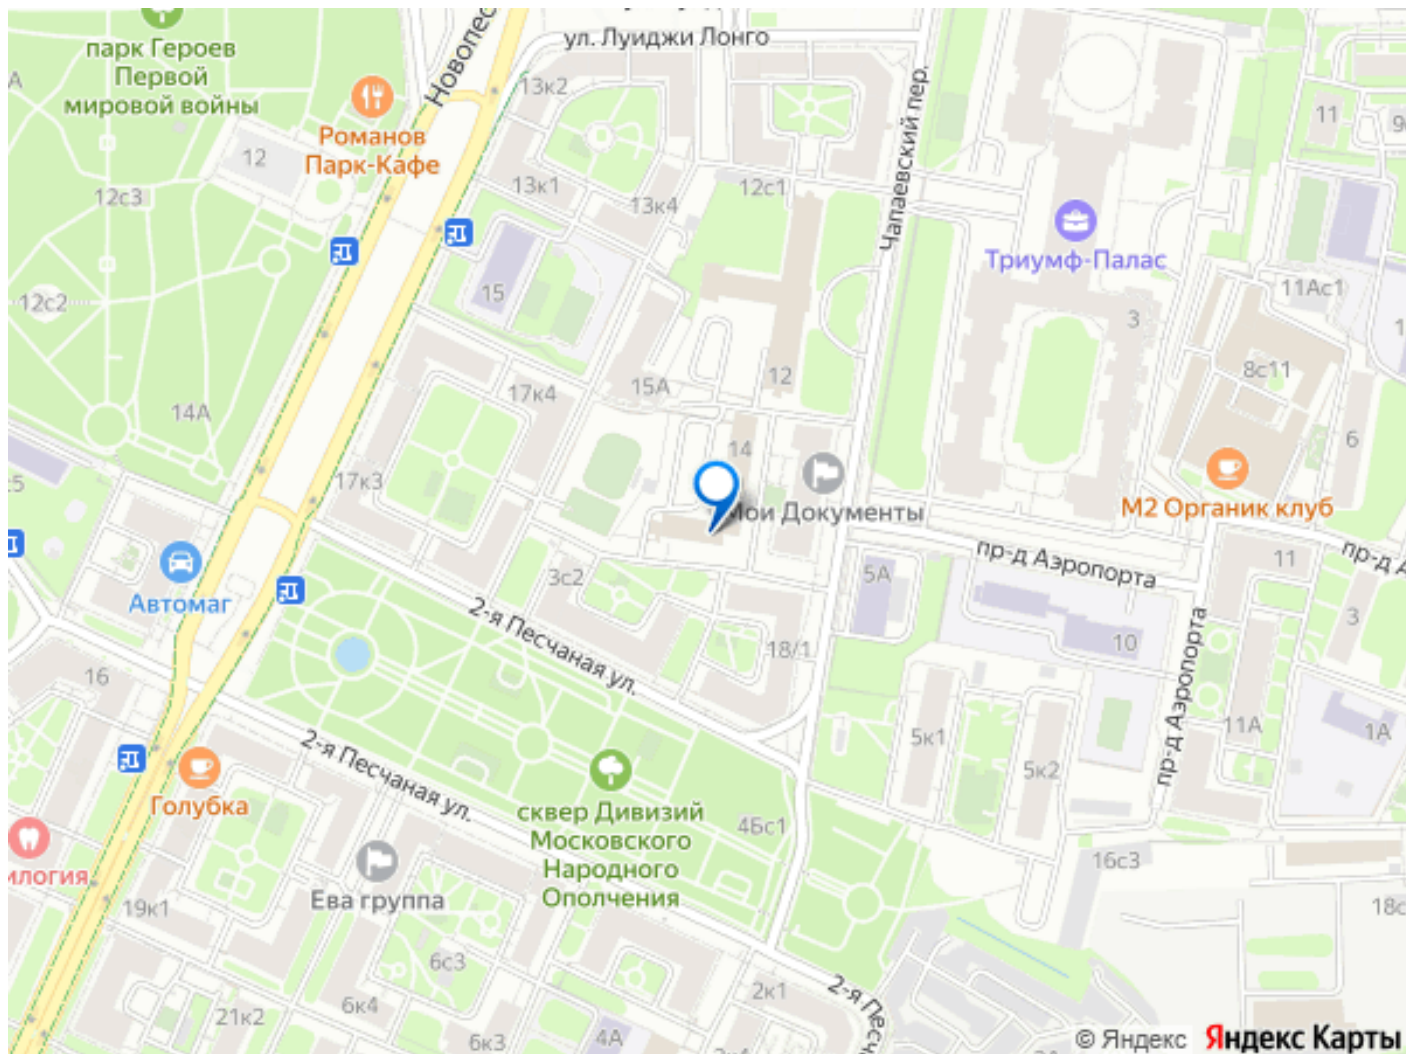 парк Героев
Первой
мировой войны
Новопес
ул. Луиджи Лонго
13к2
Чапаевский пер.
11
Романов
Парк-Кафе
12
12с3
13к1
13к4
12с1
Триумф-Палас
12с2
15
11Ас1
3
8с11
17к4
15А
12
14А
6
14
17к3
Мои Документы
М2 Органик клуб
пр-д Аэропорта
11
Автомаг
3с2
2-я Песчаная ул.
5А
10
3
пр-д Аэропорта
18/1
16
11А
1А
5к1
5к2
2-я Песчаная ул.
Голубка
сквер Дивизий
Московского
Народного
Ополчения
4Бс1
16с3
илогия
Ева группа
19к1
18с
6с3
2к1
2-я Пес
6к4
21к2
6к3
4А
© Яндекс Яндекс Карты